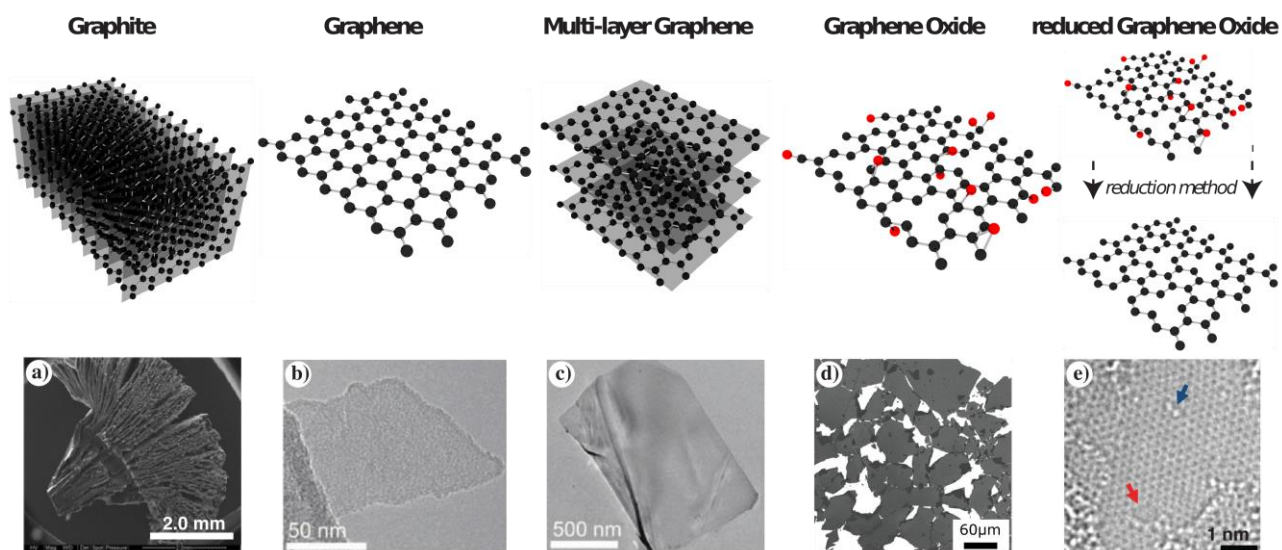 Graphite
Graphene
Multi-layer Graphene
Graphene Oxide
reduced Graphene Oxide
reduction method
a)
2.0 mm
b)
50 nm
c)
500 nm
d)
60µm
e)
1 nm